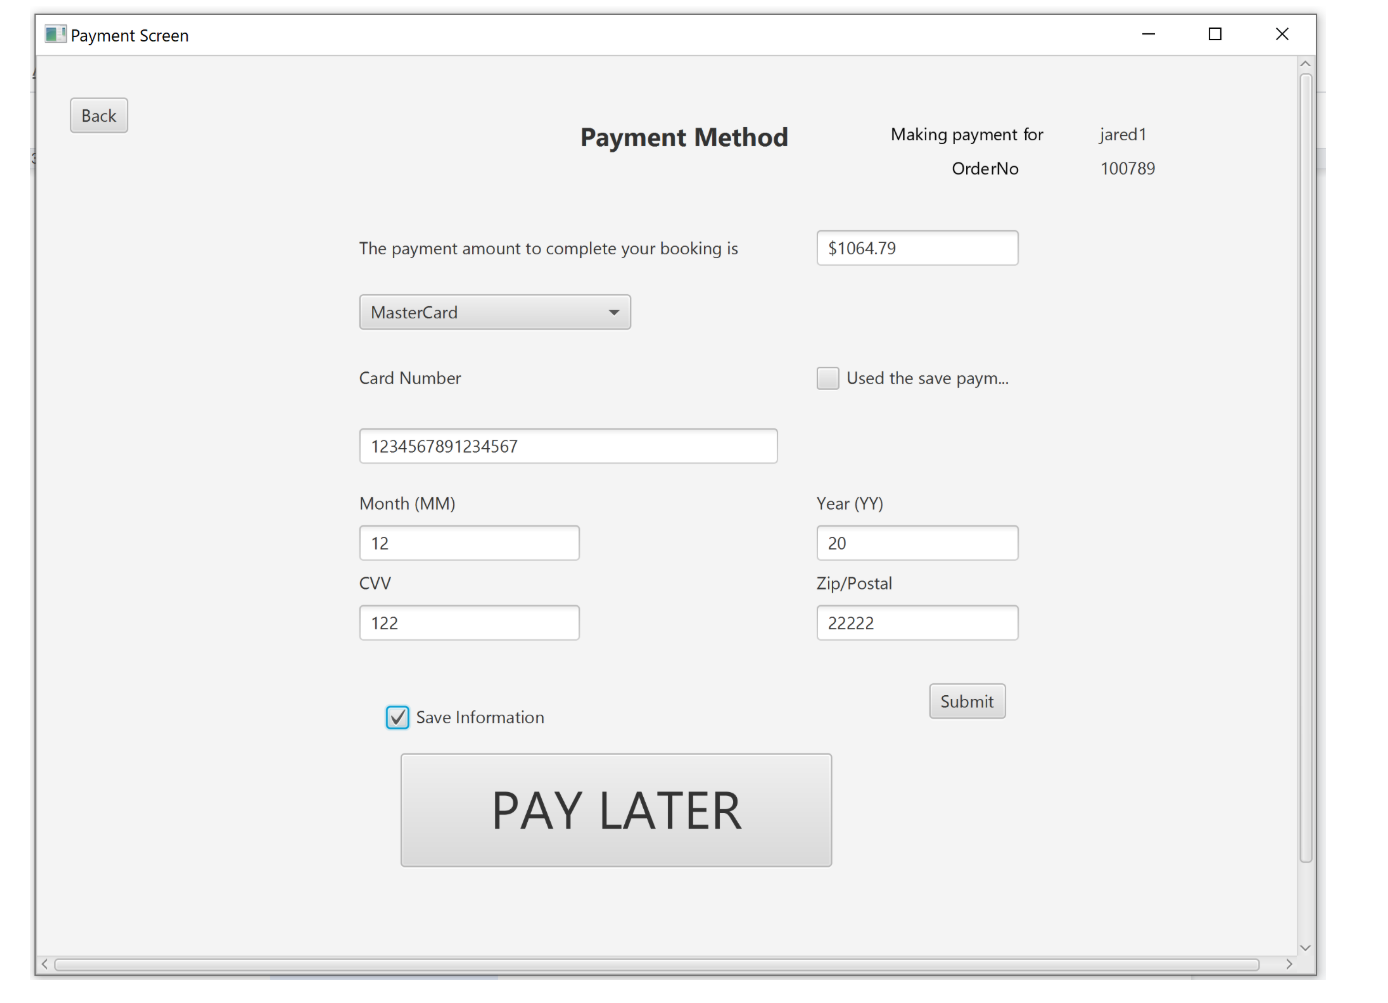 Payment Screen
Back
Payment Method
Making payment for jared1
OrderNo 100789
The payment amount to complete your booking is $1064.79
MasterCard
Card Number
Used the save paym...
1234567891234567
Month (MM) Year (YY)
12 20
CVV Zip/Postal
122 22222
Submit
Save Information
PAY LATER